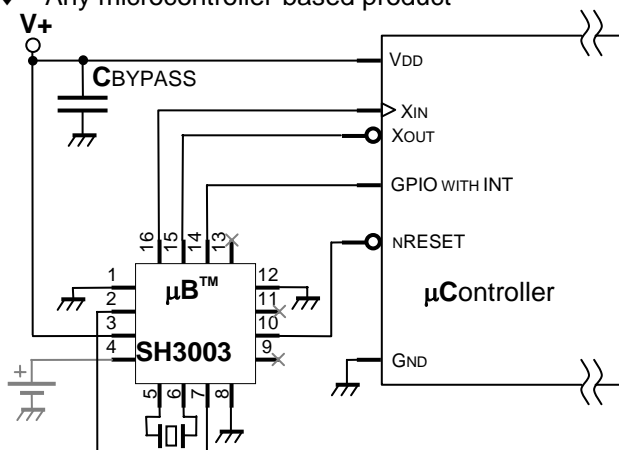 Any microcontroller-based product
V+
CBYPASS
VDD
XIN
XOUT
GPIO WITH INT
NRESET
µController
GND
16 15 14 13
1
2
3
4
µB™
SH3003
12
11
10
9
5 6 7 8
+